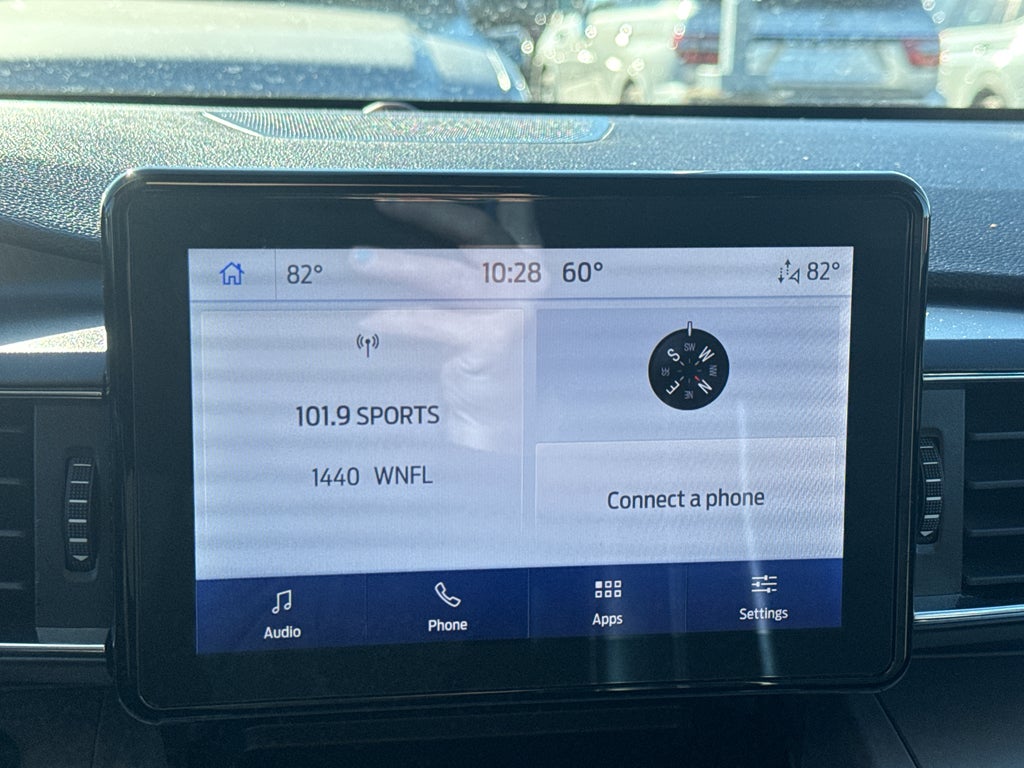 82° 10:28 60° 82°
101.9 SPORTS
1440 WNFL
SW
S W
SE NW
E N
NE
Connect a phone
Audio Phone Apps Settings